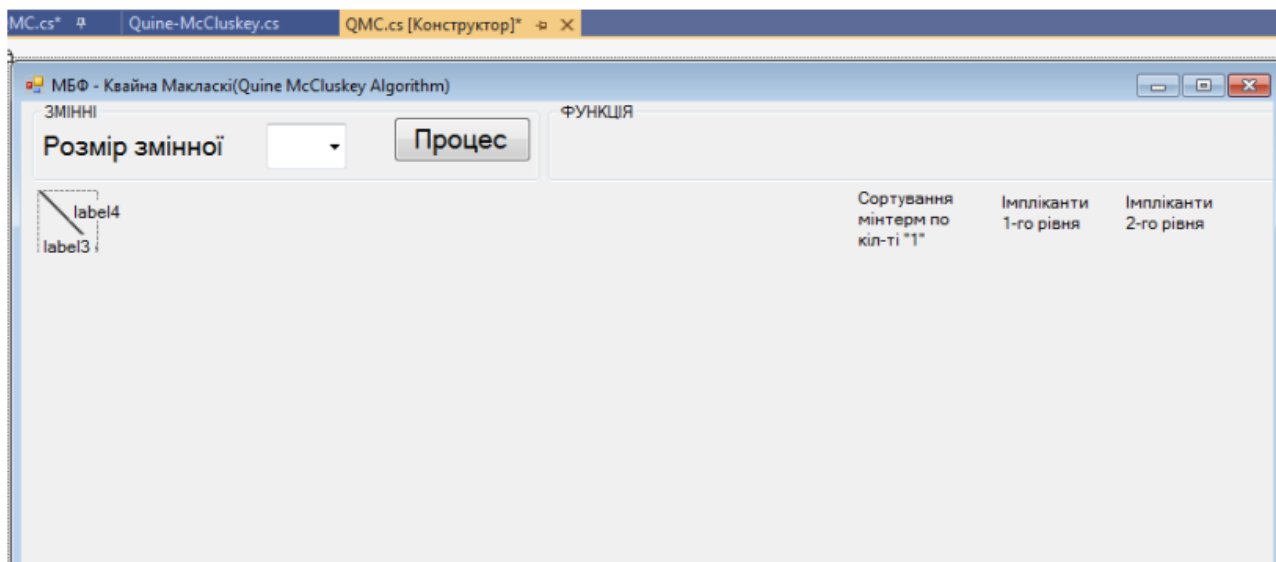 MC.cs* Quine-McCluskey.cs QMC.cs [Конструктор]*
МБФ - Квайна Макласкі(Quine McCluskey Algorithm)
ЗМІННІ
Розмір змінної
Процес
ФУНКЦІЯ
label4
label3
Сортування
мінтерм по
кіл-ті "1"
Імпліканти
1-го рівня
Імпліканти
2-го рівня